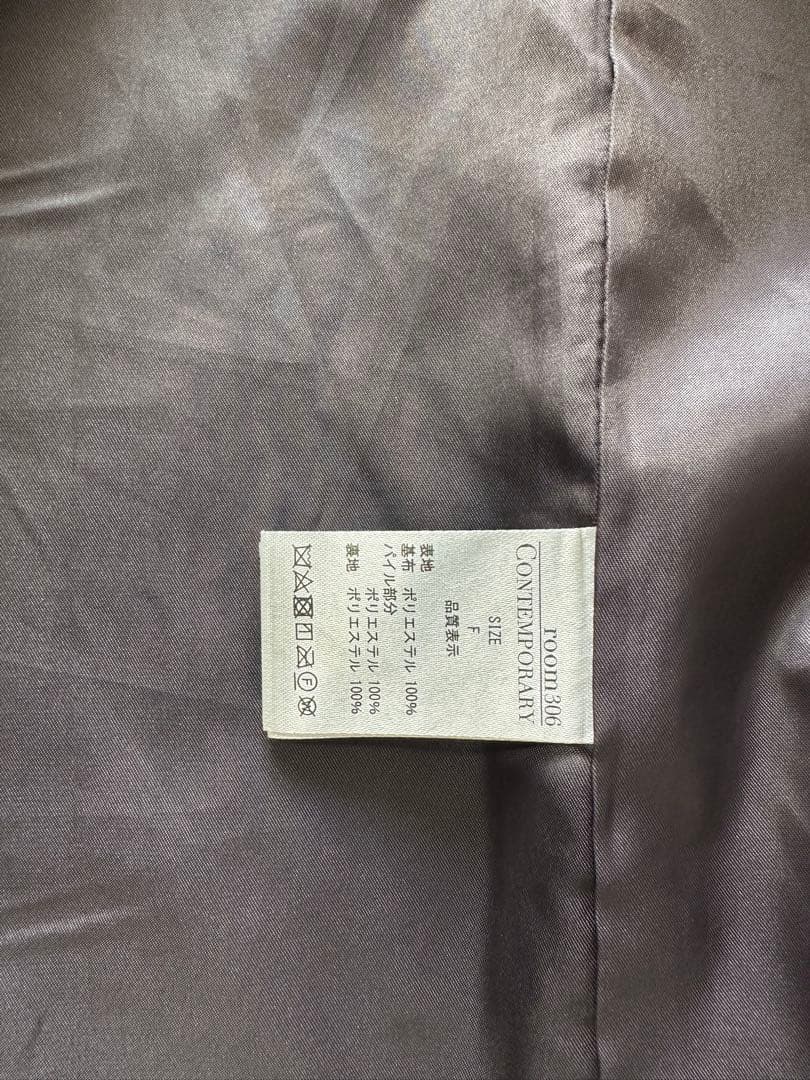 room306
CONTEMPORARY
SIZE
F
品質表示
表地
基布 ポリエステル 100%
パイル部分
ポリエステル 100%
裏地 ポリエステル 100%
F
W